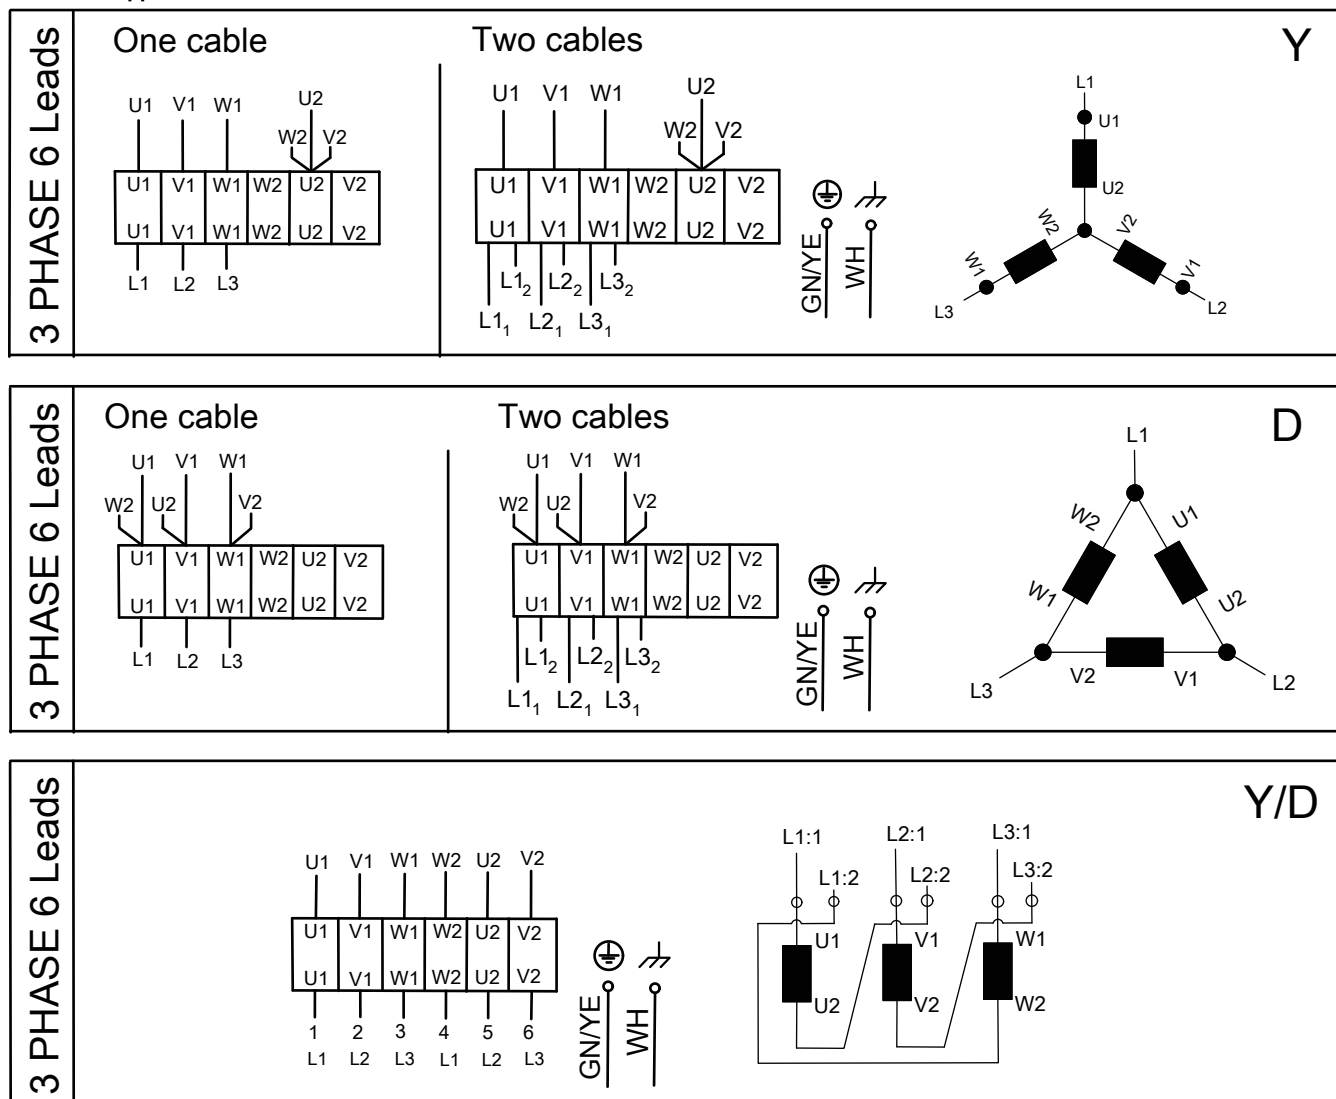 3 PHASE 6 Leads
One cable
Two cables
Y
U1 V1 W1 U2
W2 V2
U1 V1 W1 W2 U2 V2
U1 V1 W1 W2 U2 V2
L1 L2 L3
U1 V1 W1 U2
W2 V2
U1 V1 W1 W2 U2 V2
U1 V1 W1 W2 U2 V2
L1₂ L2₂ L3₂
L1₁ L2₁ L3₁
GN/YE
WH
L1
U1
U2
W2 V2
W1 V1
L3 L2
3 PHASE 6 Leads
One cable
Two cables
D
U1 V1 W1
W2 U2 V2
U1 V1 W1 W2 U2 V2
U1 V1 W1 W2 U2 V2
L1 L2 L3
U1 V1 W1
W2 U2 V2
U1 V1 W1 W2 U2 V2
U1 V1 W1 W2 U2 V2
L1₂ L2₂ L3₂
L1₁ L2₁ L3₁
GN/YE
WH
L1
W2 U1
W1 U2
V2 V1
L3 L2
3 PHASE 6 Leads
Y/D
U1 V1 W1 W2 U2 V2
U1 V1 W1 W2 U2 V2
U1 V1 W1 W2 U2 V2
1 2 3 4 5 6
L1 L2 L3 L1 L2 L3
GN/YE
WH
L1:1 L2:1 L3:1
L1:2 L2:2 L3:2
U1 V1 W1
U2 V2 W2